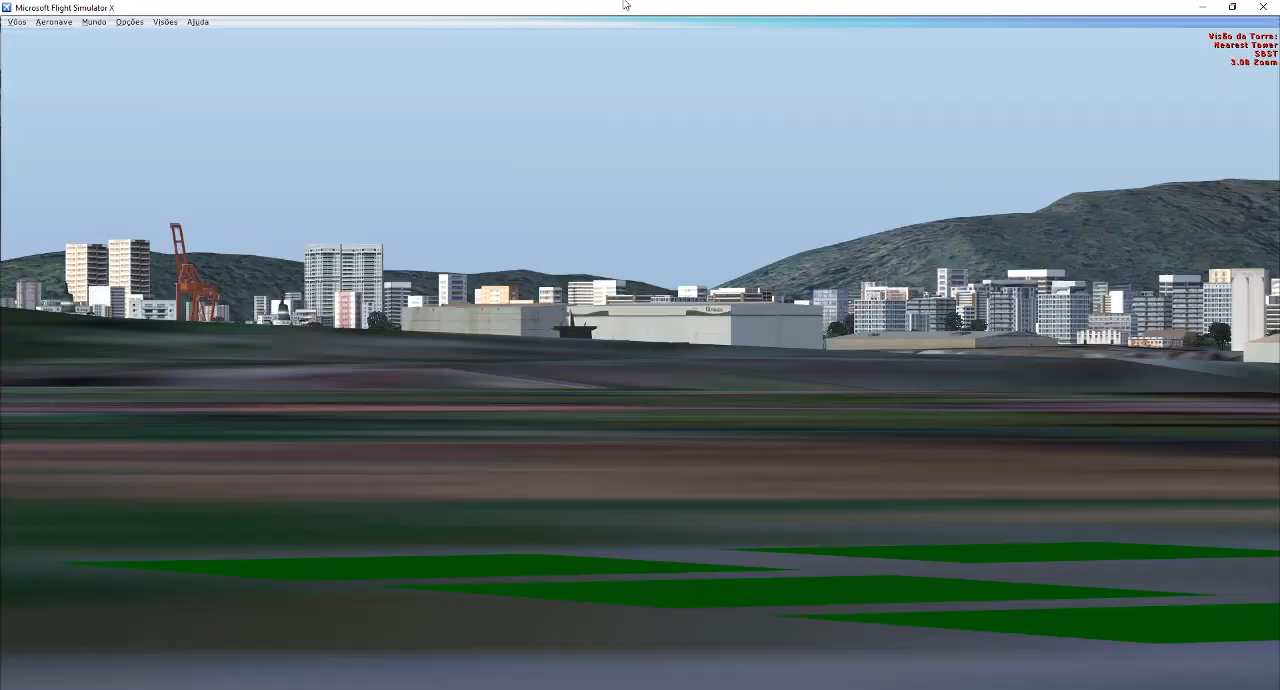 Microsoft Flight Simulator X
Vôos Aeronave Mundo Opções Visões Ajuda
Visão da Torre:
Nearest Tower
SBST
3.00 Zoom